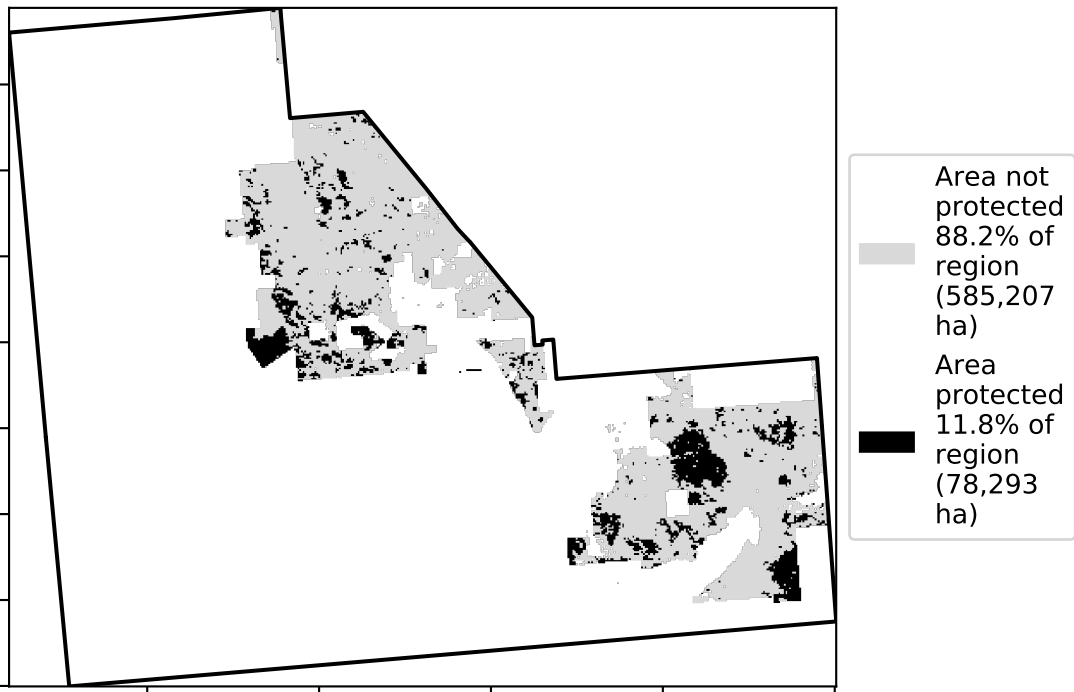 Area not
protected
88.2% of
region
(585,207
ha)
Area
protected
11.8% of
region
(78,293
ha)